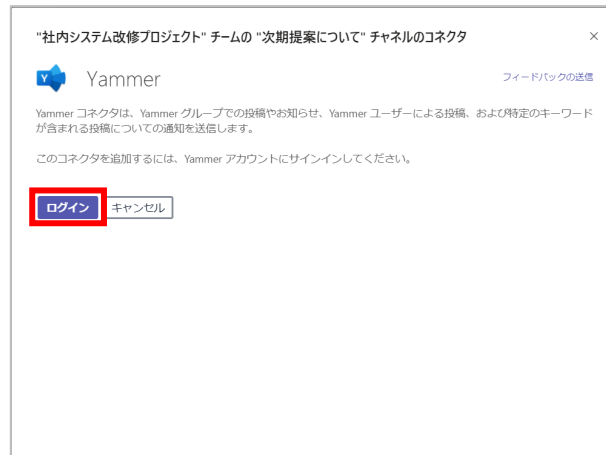 "社内システム改修プロジェクト" チームの "次期提案について" チャネルのコネクタ
Yammer
フィードバックの送信
Yammer コネクタは、Yammer グループでの投稿やお知らせ、Yammer ユーザーによる投稿、および特定のキーワード
が含まれる投稿についての通知を送信します。
このコネクタを追加するには、Yammer アカウントにサインインしてください。
ログイン キャンセル